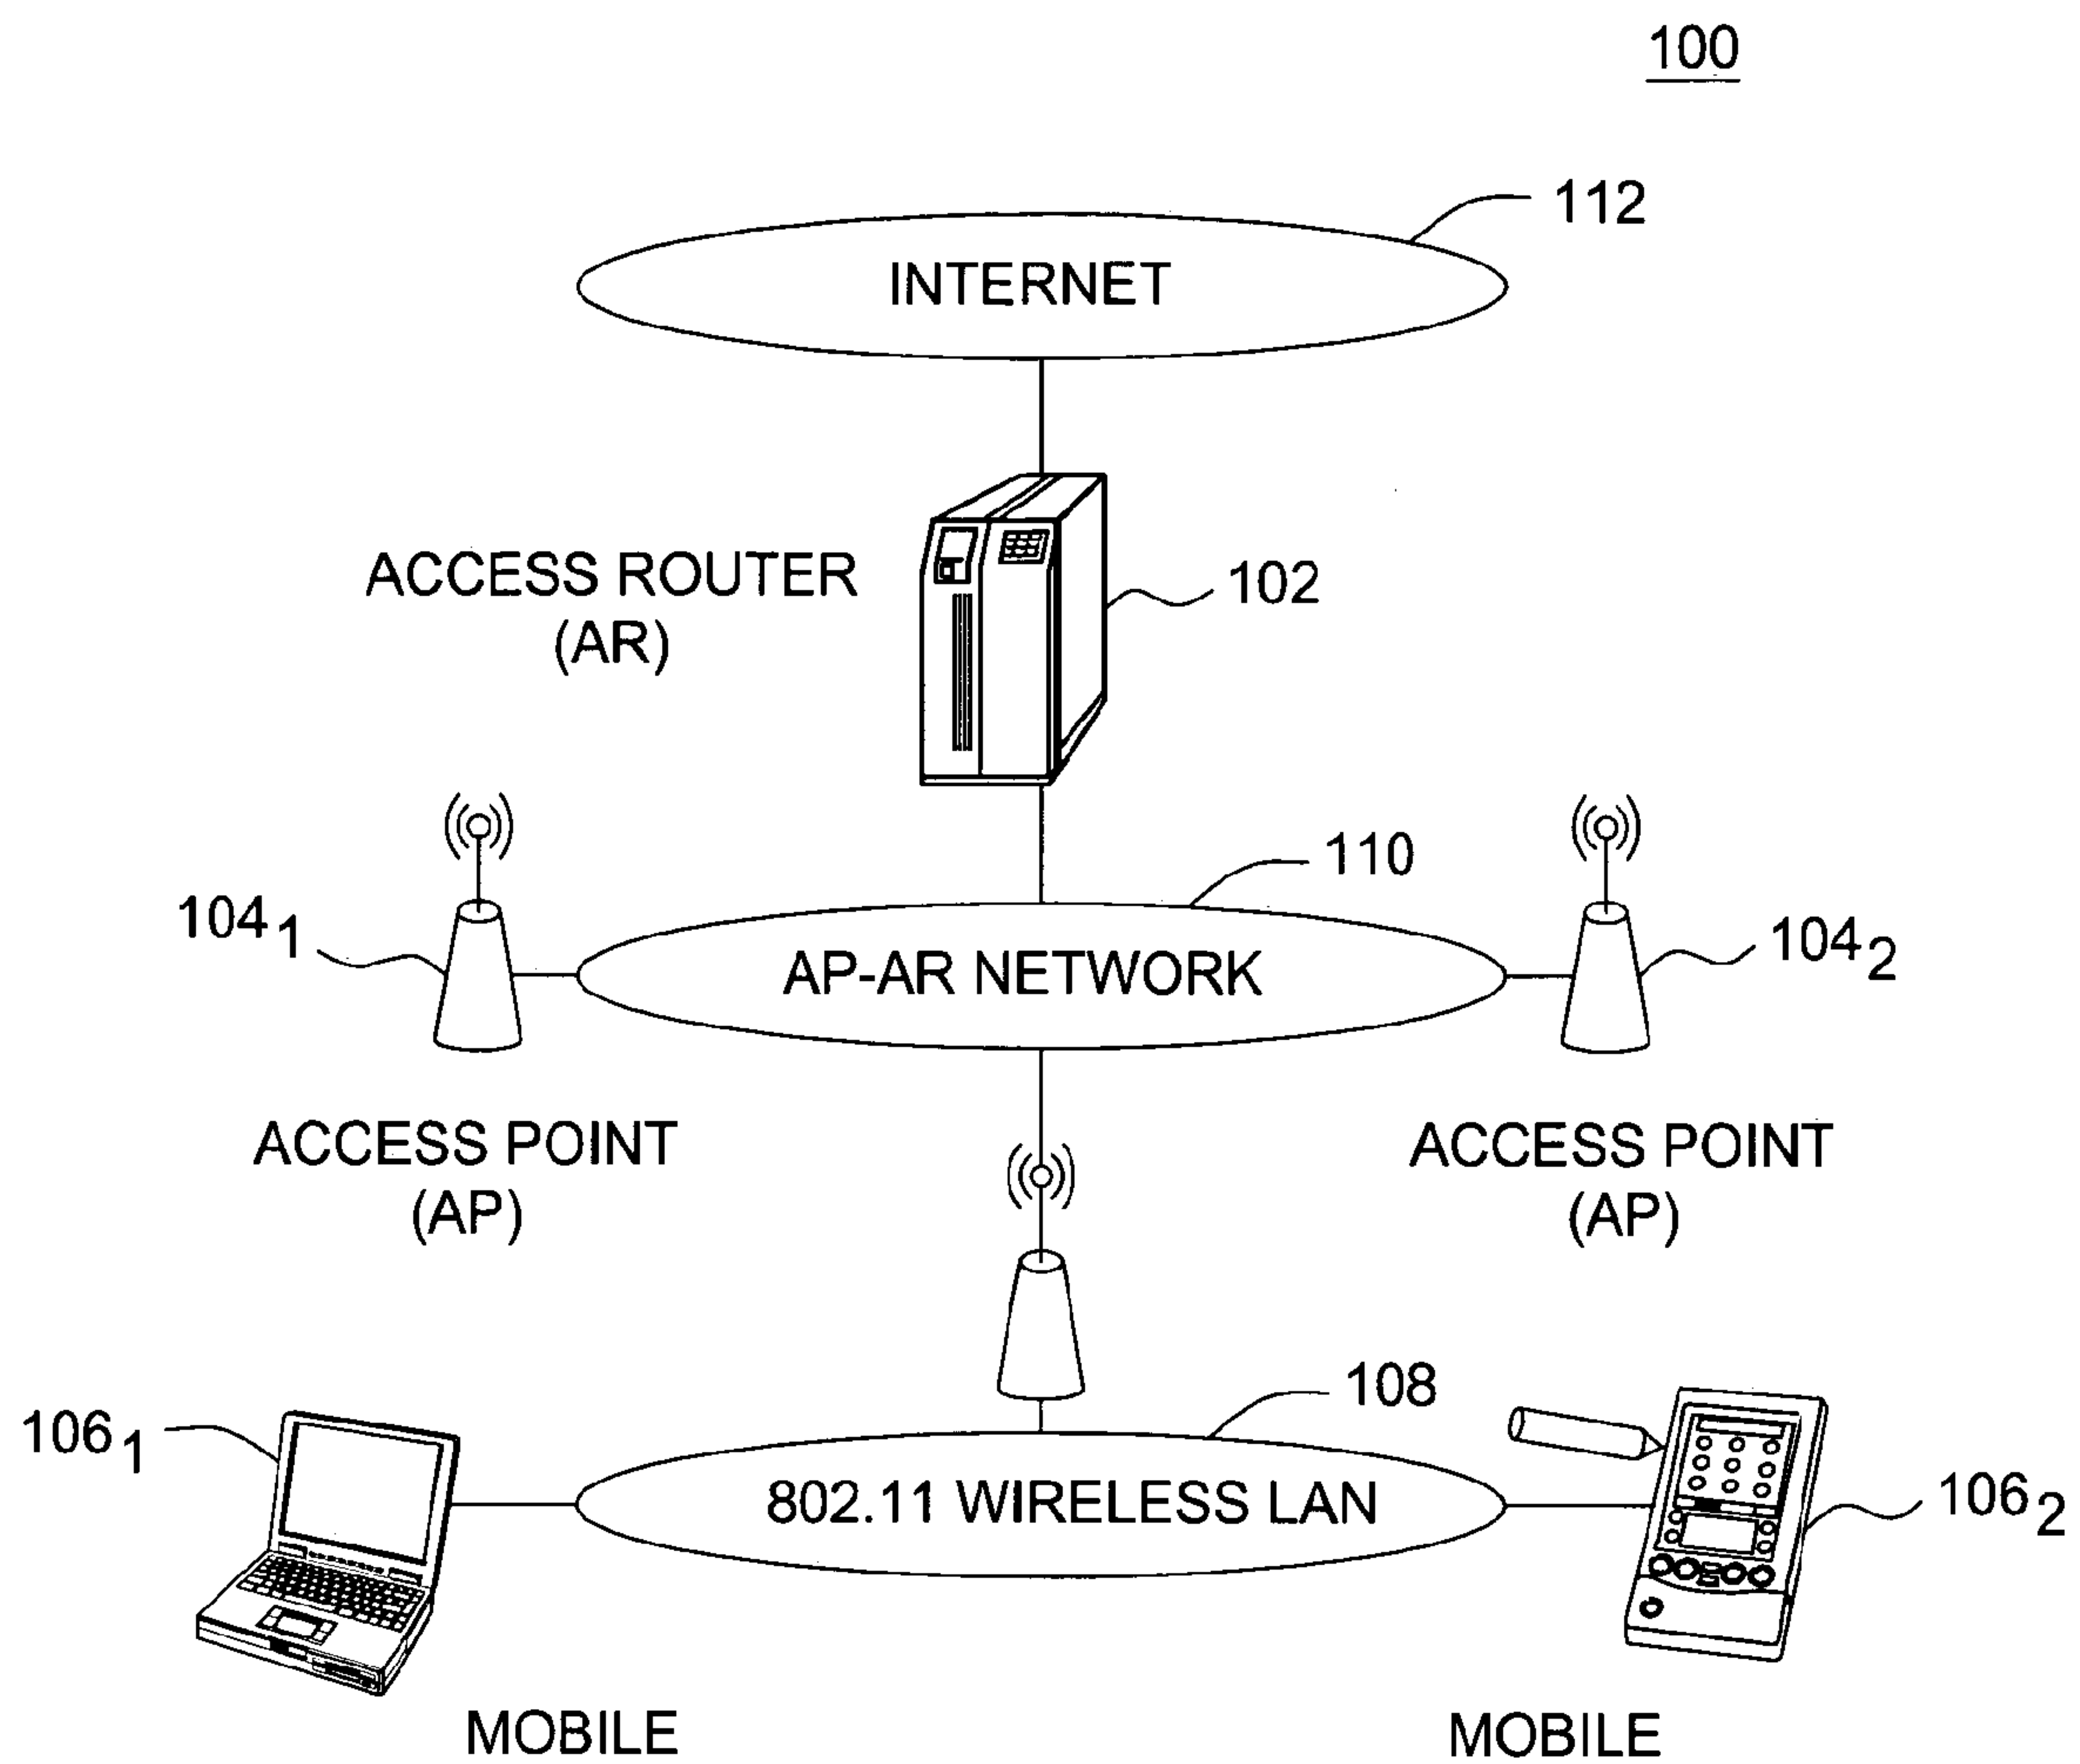 100
112
INTERNET
ACCESS ROUTER
(AR)
102
110
104 1
AP-AR NETWORK
104 2
ACCESS POINT
(AP)
ACCESS POINT
(AP)
108
106 1
802.11 WIRELESS LAN
106 2
MOBILE
MOBILE